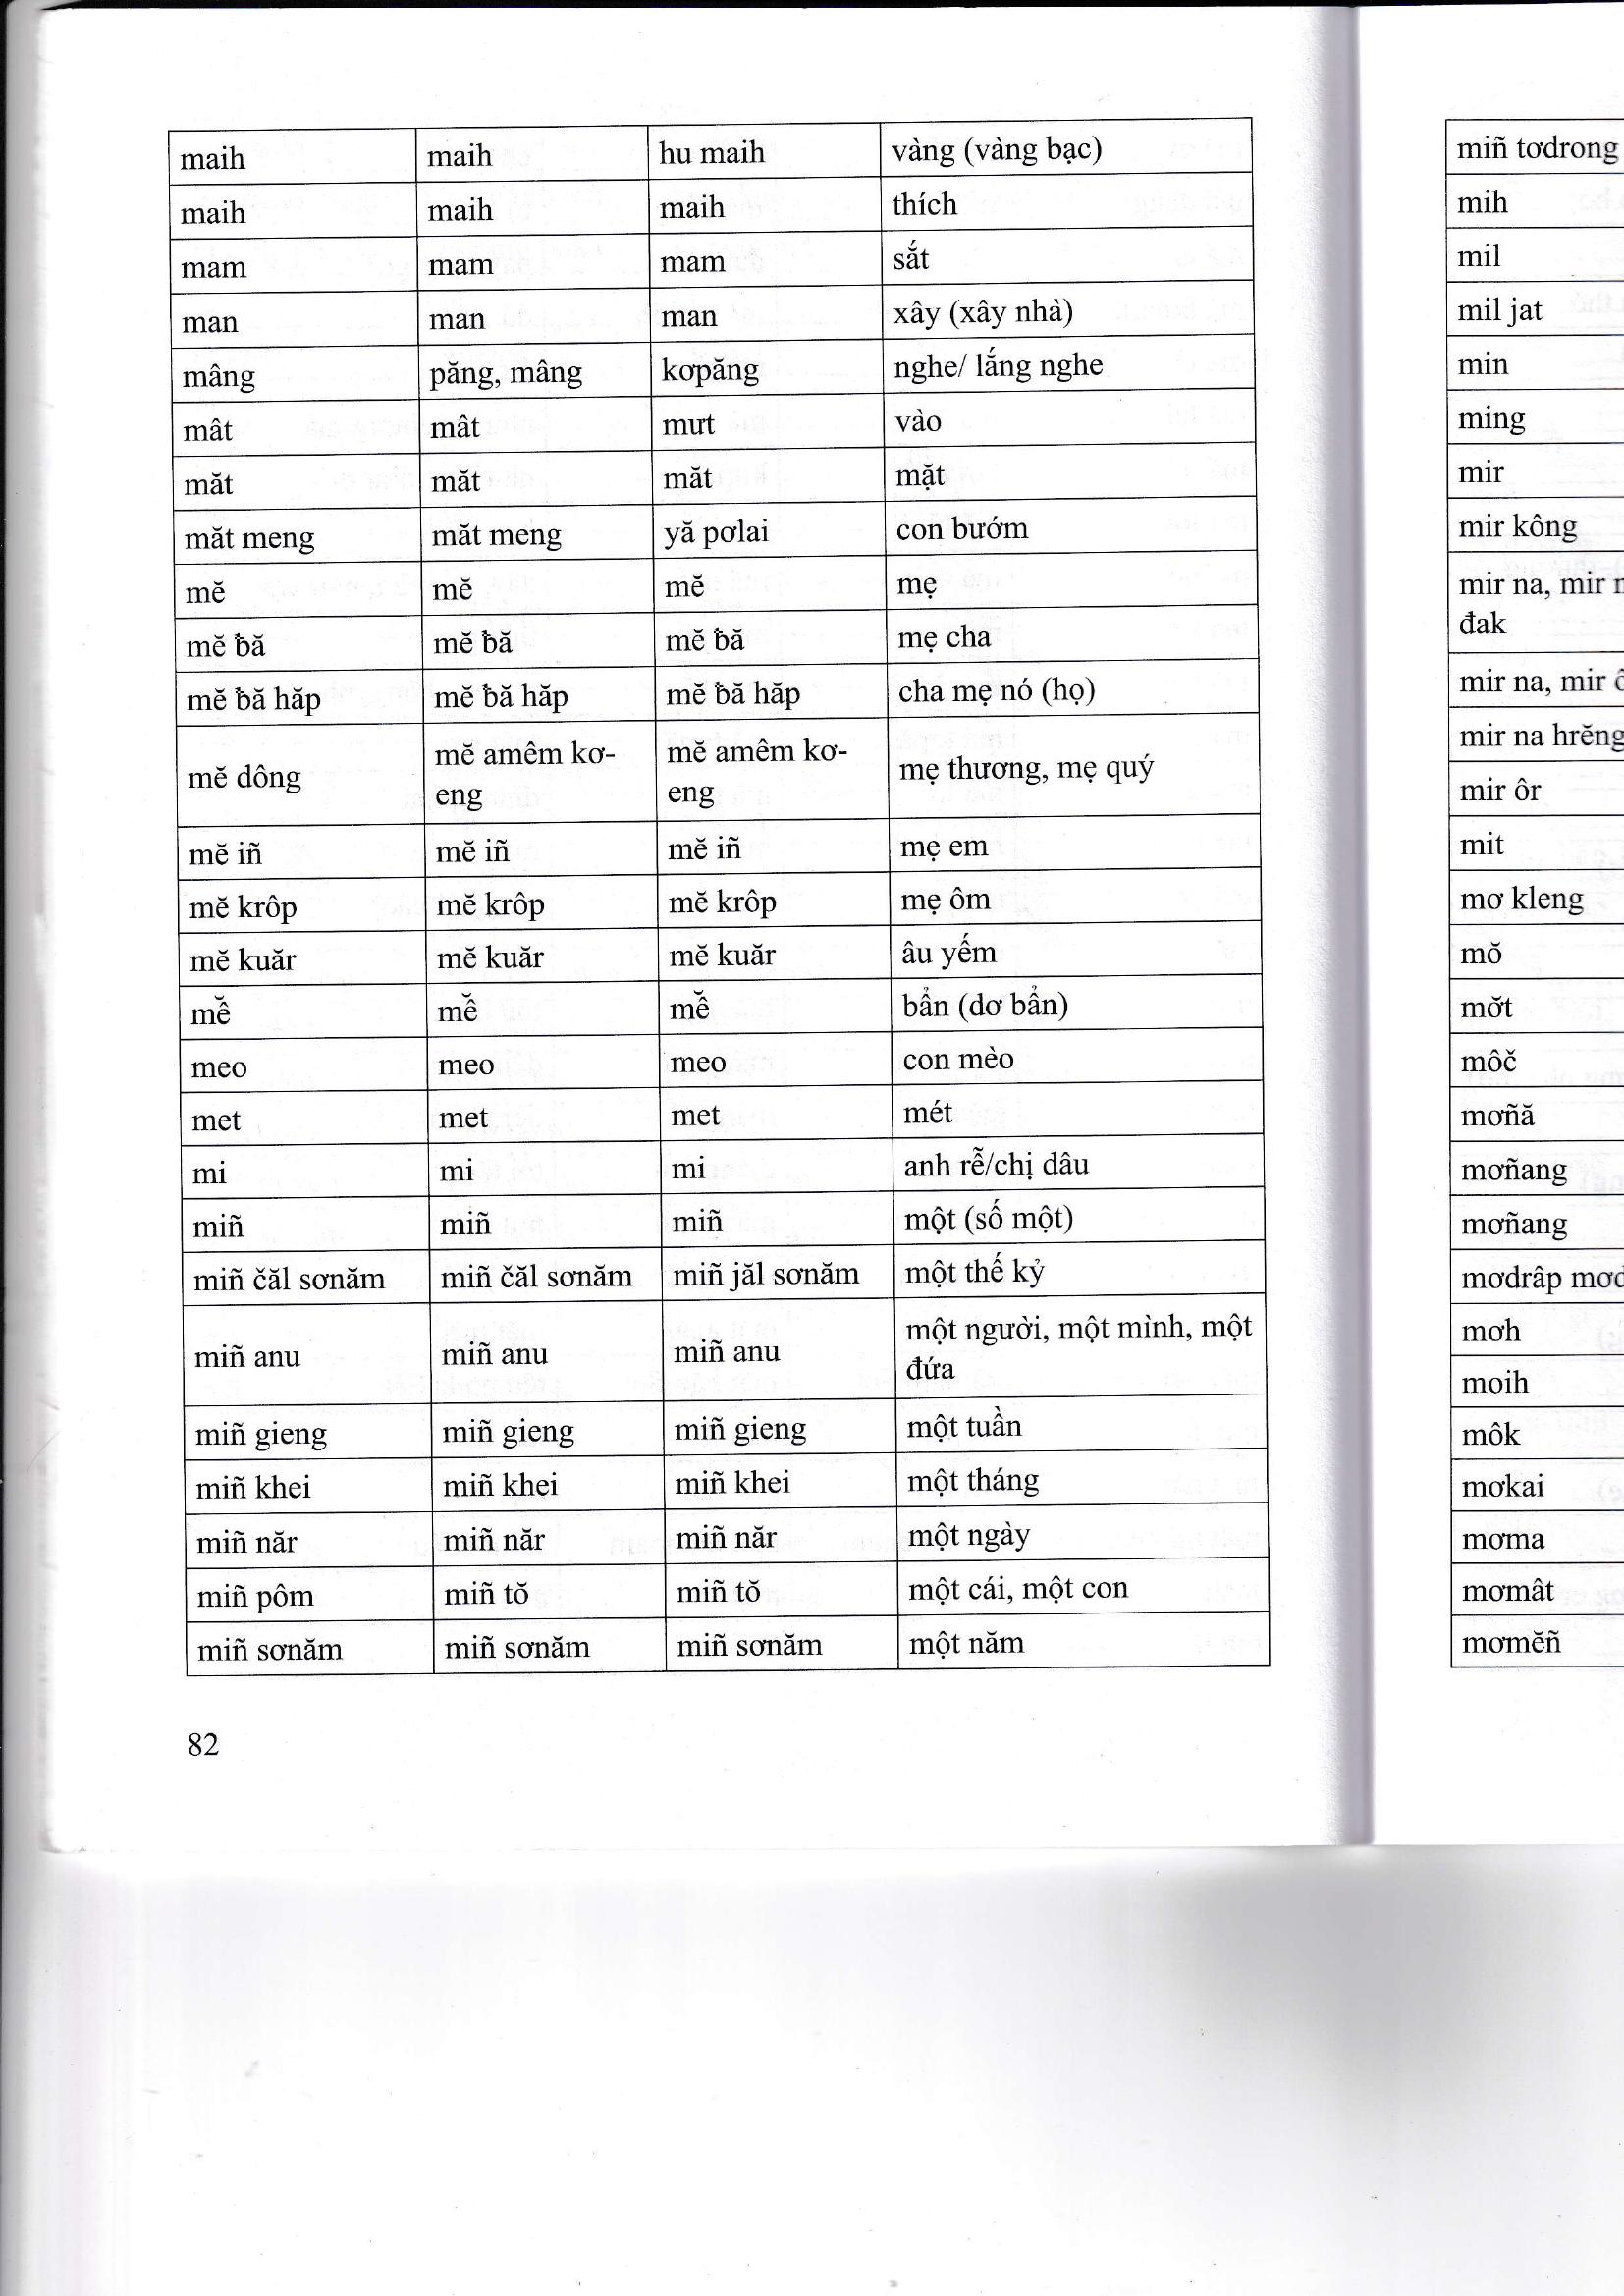 maih maih hu maih vàng (vàng bạc)
maih maih maih thích
mam mam mam sắt
man man man xây (xây nhà)
mâng păng, mâng kơpăng nghe/ lắng nghe
mât mât mưt vào
măt măt măt mặt
măt meng măt meng yă pơlai con bướm
mĕ mĕ mĕ mẹ
mĕ ƀă mĕ ƀă mĕ ƀă mẹ cha
mĕ ƀă hăp mĕ ƀă hăp mĕ ƀă hăp cha mẹ nó (họ)
mĕ dông mĕ amêm kơ-
eng mĕ amêm kơ-
eng mẹ thương, mẹ quý
mĕ iñ mĕ iñ mĕ iñ mẹ em
mĕ krôp mĕ krôp mĕ krôp mẹ ôm
mĕ kuăr mĕ kuăr mĕ kuăr âu yếm
mê̆ mê̆ mê̆ bẩn (dơ bẩn)
meo meo meo con mèo
met met met mét
mi mi mi anh rễ/chị dâu
miñ miñ miñ một (số một)
miñ čăl sơnăm miñ čăl sơnăm miñ jăl sơnăm một thế kỷ
miñ anu miñ anu miñ anu một người, một mình, một
đứa
miñ gieng miñ gieng miñ gieng một tuần
miñ khei miñ khei miñ khei một tháng
miñ năr miñ năr miñ năr một ngày
miñ pôm miñ tŏ miñ tŏ một cái, một con
miñ sơnăm miñ sơnăm miñ sơnăm một năm
82
miñ tơdrong
mih
mil
mil jat
min
ming
mir
mir kông
mir na, mir
đak
mir na, mir
mir na hrĕng
mir ôr
mit
mơ kleng
mŏ
mơ̆t
môč
mơñă
mơñang
mơñang
mơdrâp
mơh
moih
môk
mơkai
mơma
mơmât
mơmĕñ